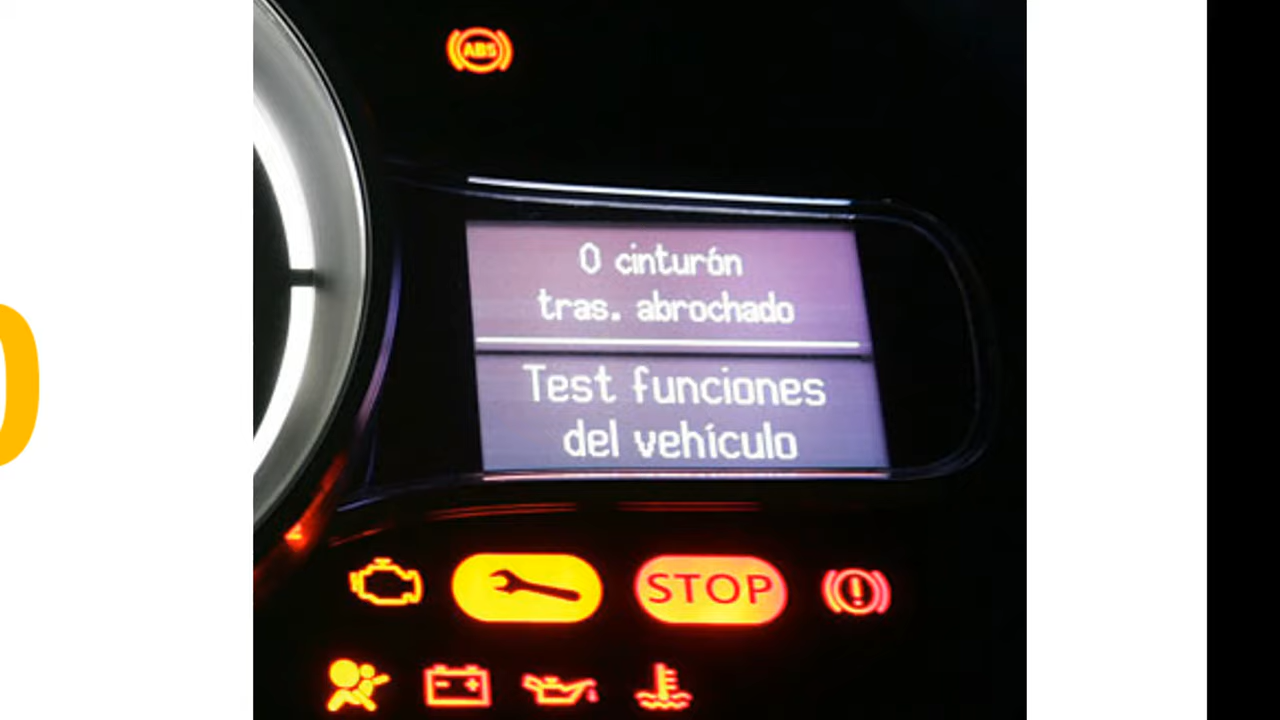 ABS
0 cinturón
tras. abrochado
Test funciones
del vehículo
STOP